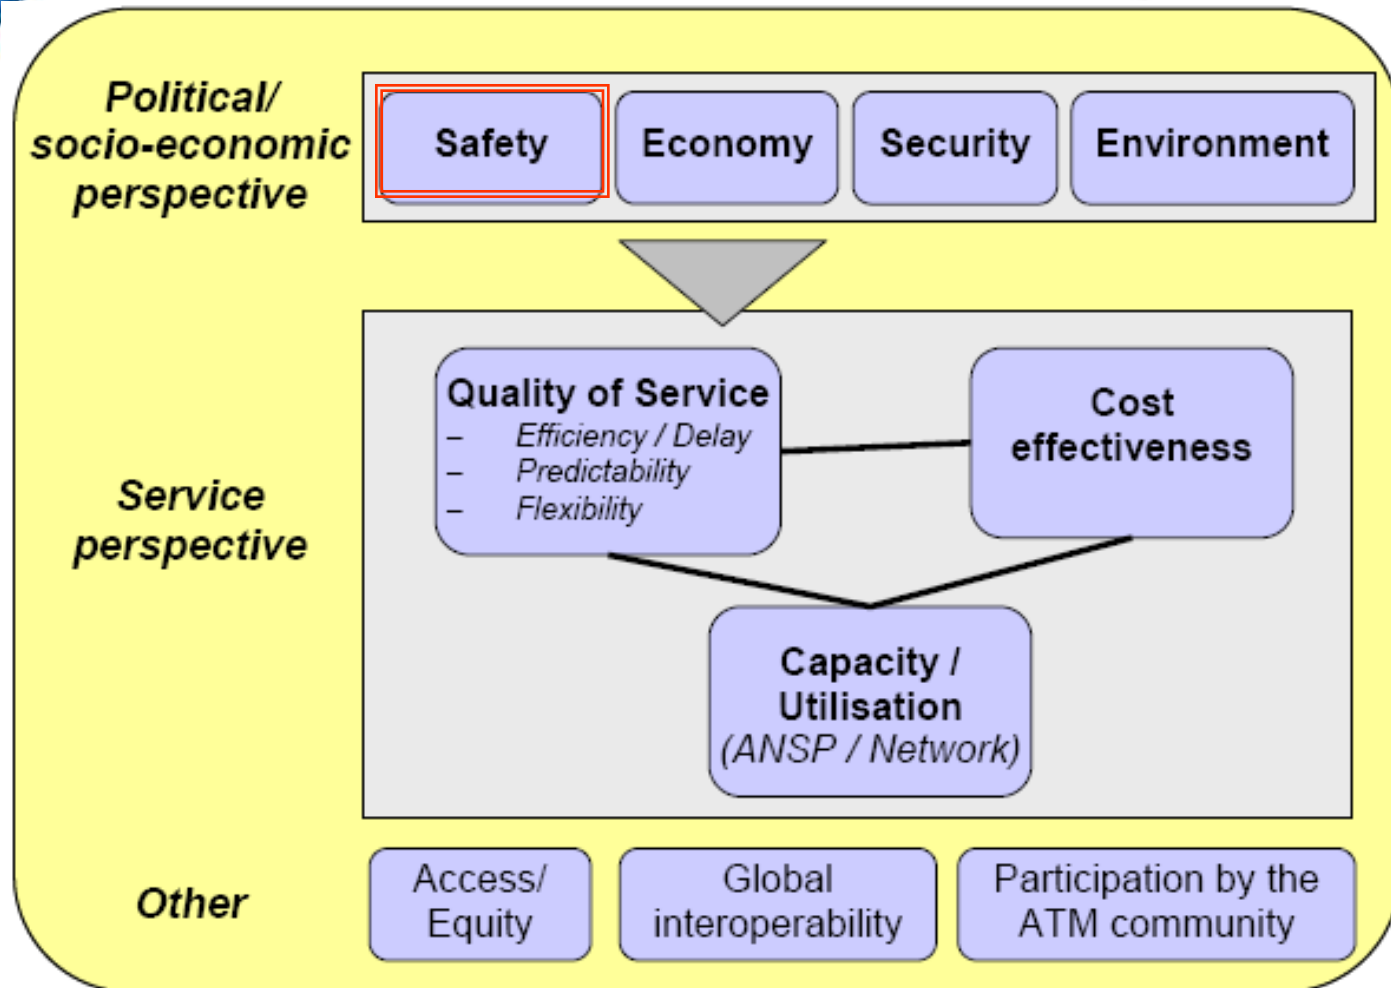 Political/
socio-economic
perspective
Safety
Economy
Security
Environment
Service
perspective
Quality of Service
– Efficiency / Delay
– Predictability
– Flexibility
Cost
effectiveness
Capacity /
Utilisation
(ANSP / Network)
Other
Access/
Equity
Global
interoperability
Participation by the
ATM community